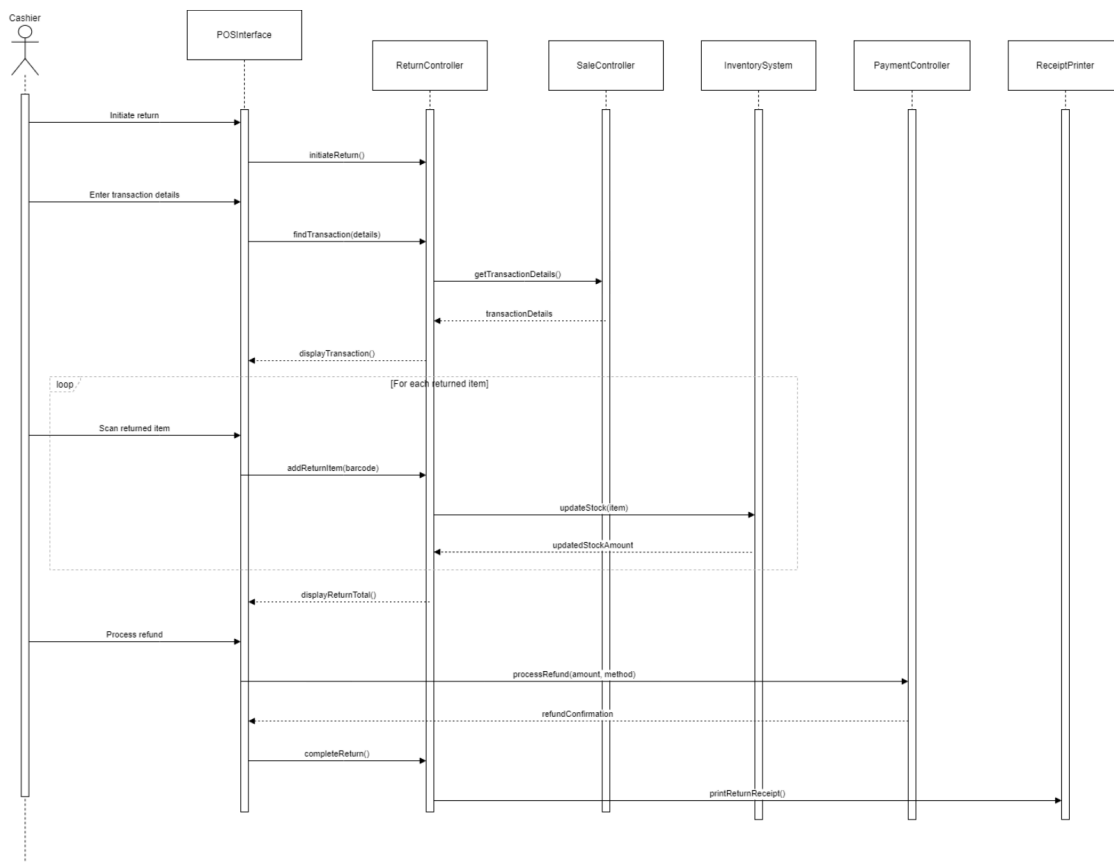 Cashier
POSInterface
ReturnController
SaleController
InventorySystem
PaymentController
ReceiptPrinter
Initiate return
initiateReturn()
Enter transaction details
findTransaction(details)
getTransactionDetails()
transactionDetails
displayTransaction()
loop
[For each returned item]
Scan returned item
addReturnItem(barcode)
updateStock(item)
updatedStockAmount
displayReturnTotal()
Process refund
processRefund(amount, method)
refundConfirmation
completeReturn()
printReturnReceipt()